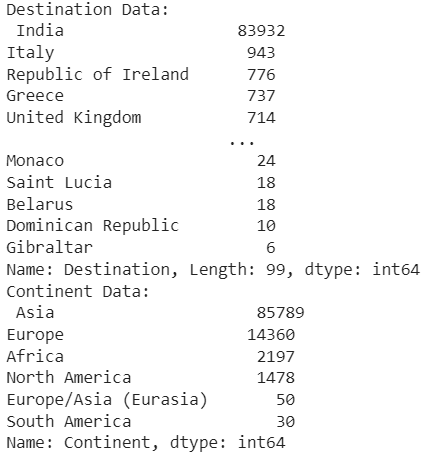 Destination Data:
India 83932
Italy 943
Republic of Ireland 776
Greece 737
United Kingdom 714
...
Monaco 24
Saint Lucia 18
Belarus 18
Dominican Republic 10
Gibraltar 6
Name: Destination, Length: 99, dtype: int64
Continent Data:
Asia 85789
Europe 14360
Africa 2197
North America 1478
Europe/Asia (Eurasia) 50
South America 30
Name: Continent, dtype: int64